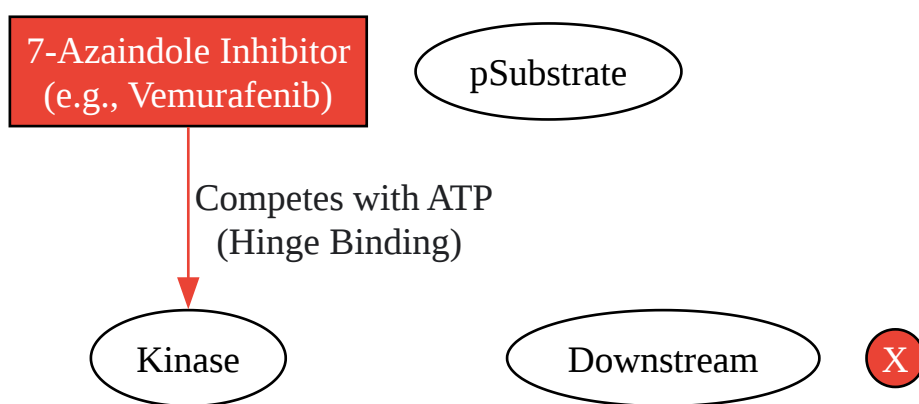 7-Azaindole Inhibitor
(e.g., Vemurafenib)
pSubstrate
Competes with ATP
(Hinge Binding)
Kinase
Downstream
X